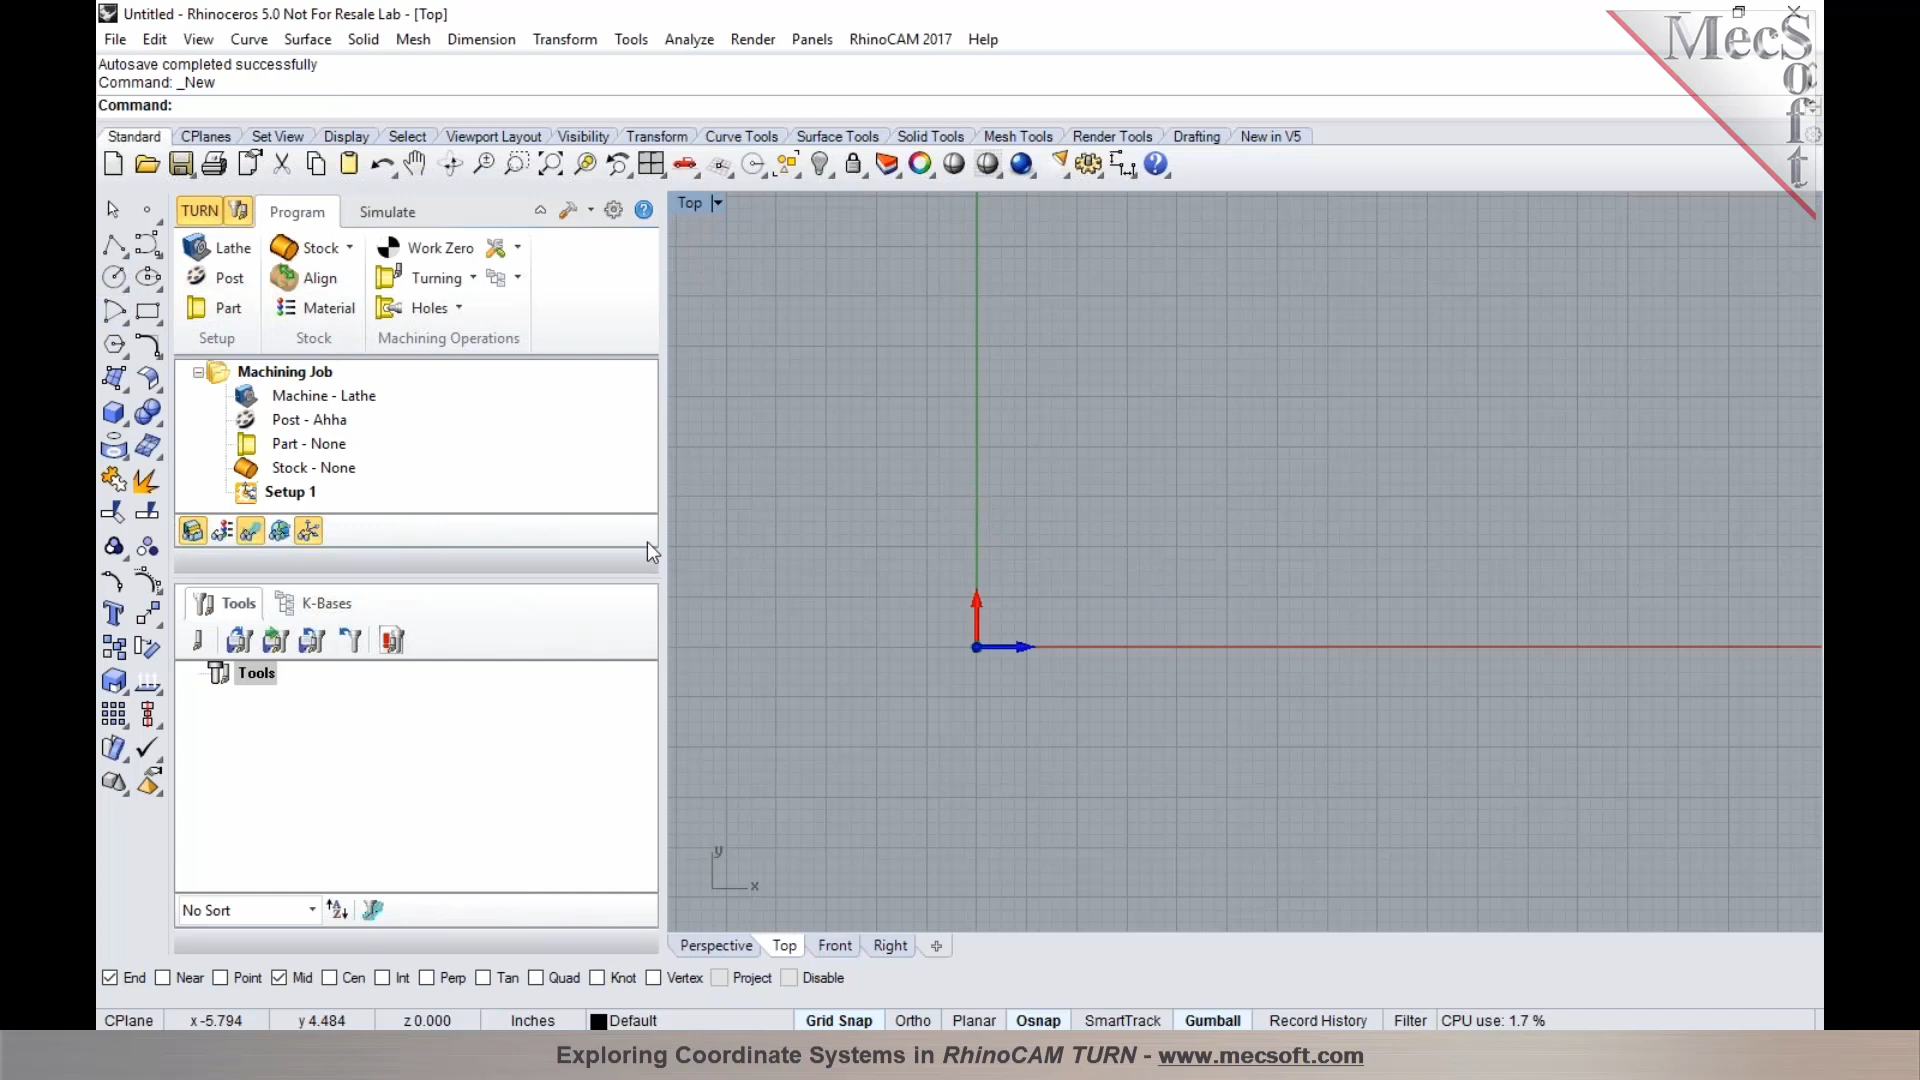 Untitled - Rhinoceros 5.0 Not For Resale Lab - [Top]
File Edit View Curve Surface Solid Mesh Dimension Transform Tools Analyze Render Panels RhinoCAM 2017 Help
Autosave completed successfully
Command: _New
Command:
Standard CPlanes Set View Display Select Viewport Layout Visibility Transform Curve Tools Surface Tools Solid Tools Mesh Tools Render Tools Drafting New in V5
MecSoft
TURN Program Simulate
Top
Lathe Stock Work Zero
Post Align Turning
Part Material Holes
Setup Stock Machining Operations
Machining Job
Machine - Lathe
Post - Ahha
Part - None
Stock - None
Setup 1
Tools K-Bases
Tools
y
x
No Sort
Perspective Top Front Right
End Near Point Mid Cen Int Perp Tan Quad Knot Vertex Project Disable
CPlane x -5.794 y 4.484 z 0.000 Inches Default Grid Snap Ortho Planar Osnap SmartTrack Gumball Record History Filter CPU use: 1.7 %
Exploring Coordinate Systems in RhinoCAM TURN - www.mecsoft.com